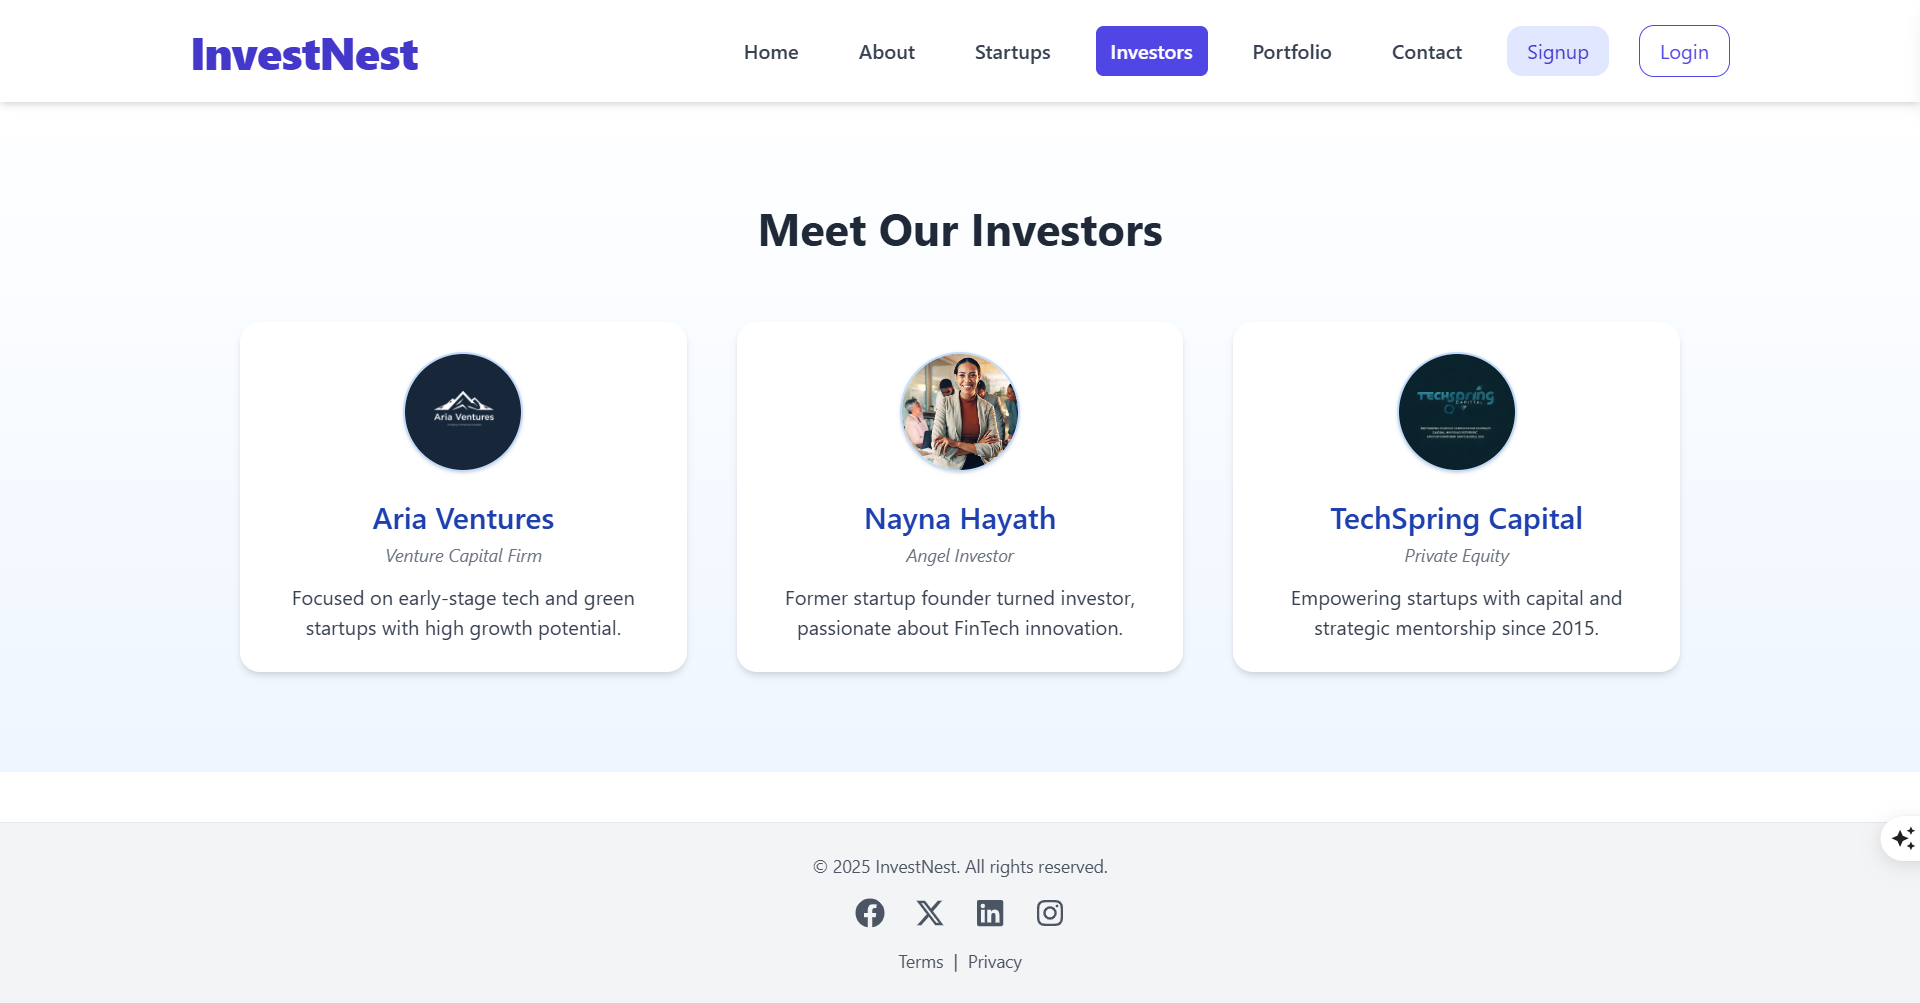 InvestNest
Home
About
Startups
Investors
Portfolio
Contact
Signup
Login
Meet Our Investors
Aria Ventures
TECHspring
CAPITTAL
Aria Ventures
Venture Capital Firm
Focused on early-stage tech and green
startups with high growth potential.
Nayna Hayath
Angel Investor
Former startup founder turned investor,
passionate about FinTech innovation.
TechSpring Capital
Private Equity
Empowering startups with capital and
strategic mentorship since 2015.
© 2025 InvestNest. All rights reserved.
Terms | Privacy